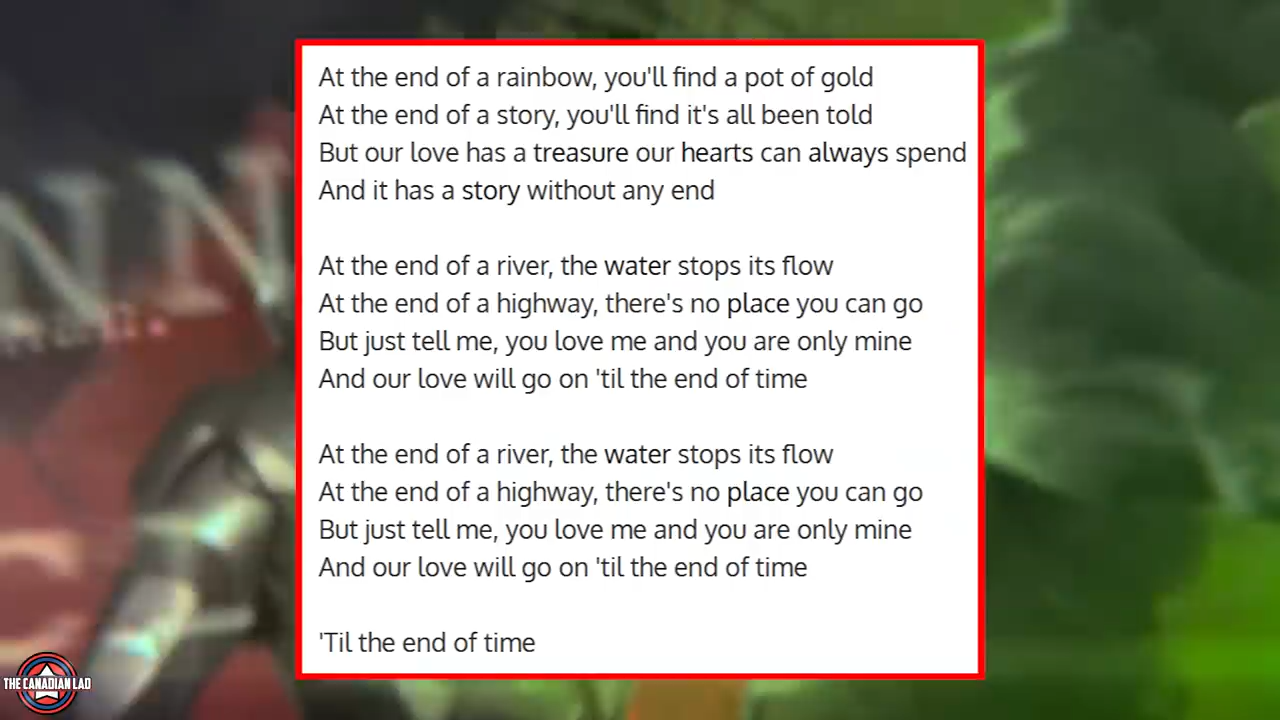 At the end of a rainbow, you'll find a pot of gold
At the end of a story, you'll find it's all been told
But our love has a treasure our hearts can always spend
And it has a story without any end
At the end of a river, the water stops its flow
At the end of a highway, there's no place you can go
But just tell me, you love me and you are only mine
And our love will go on 'til the end of time
At the end of a river, the water stops its flow
At the end of a highway, there's no place you can go
But just tell me, you love me and you are only mine
And our love will go on 'til the end of time
'Til the end of time
THE CANADIAN LAD